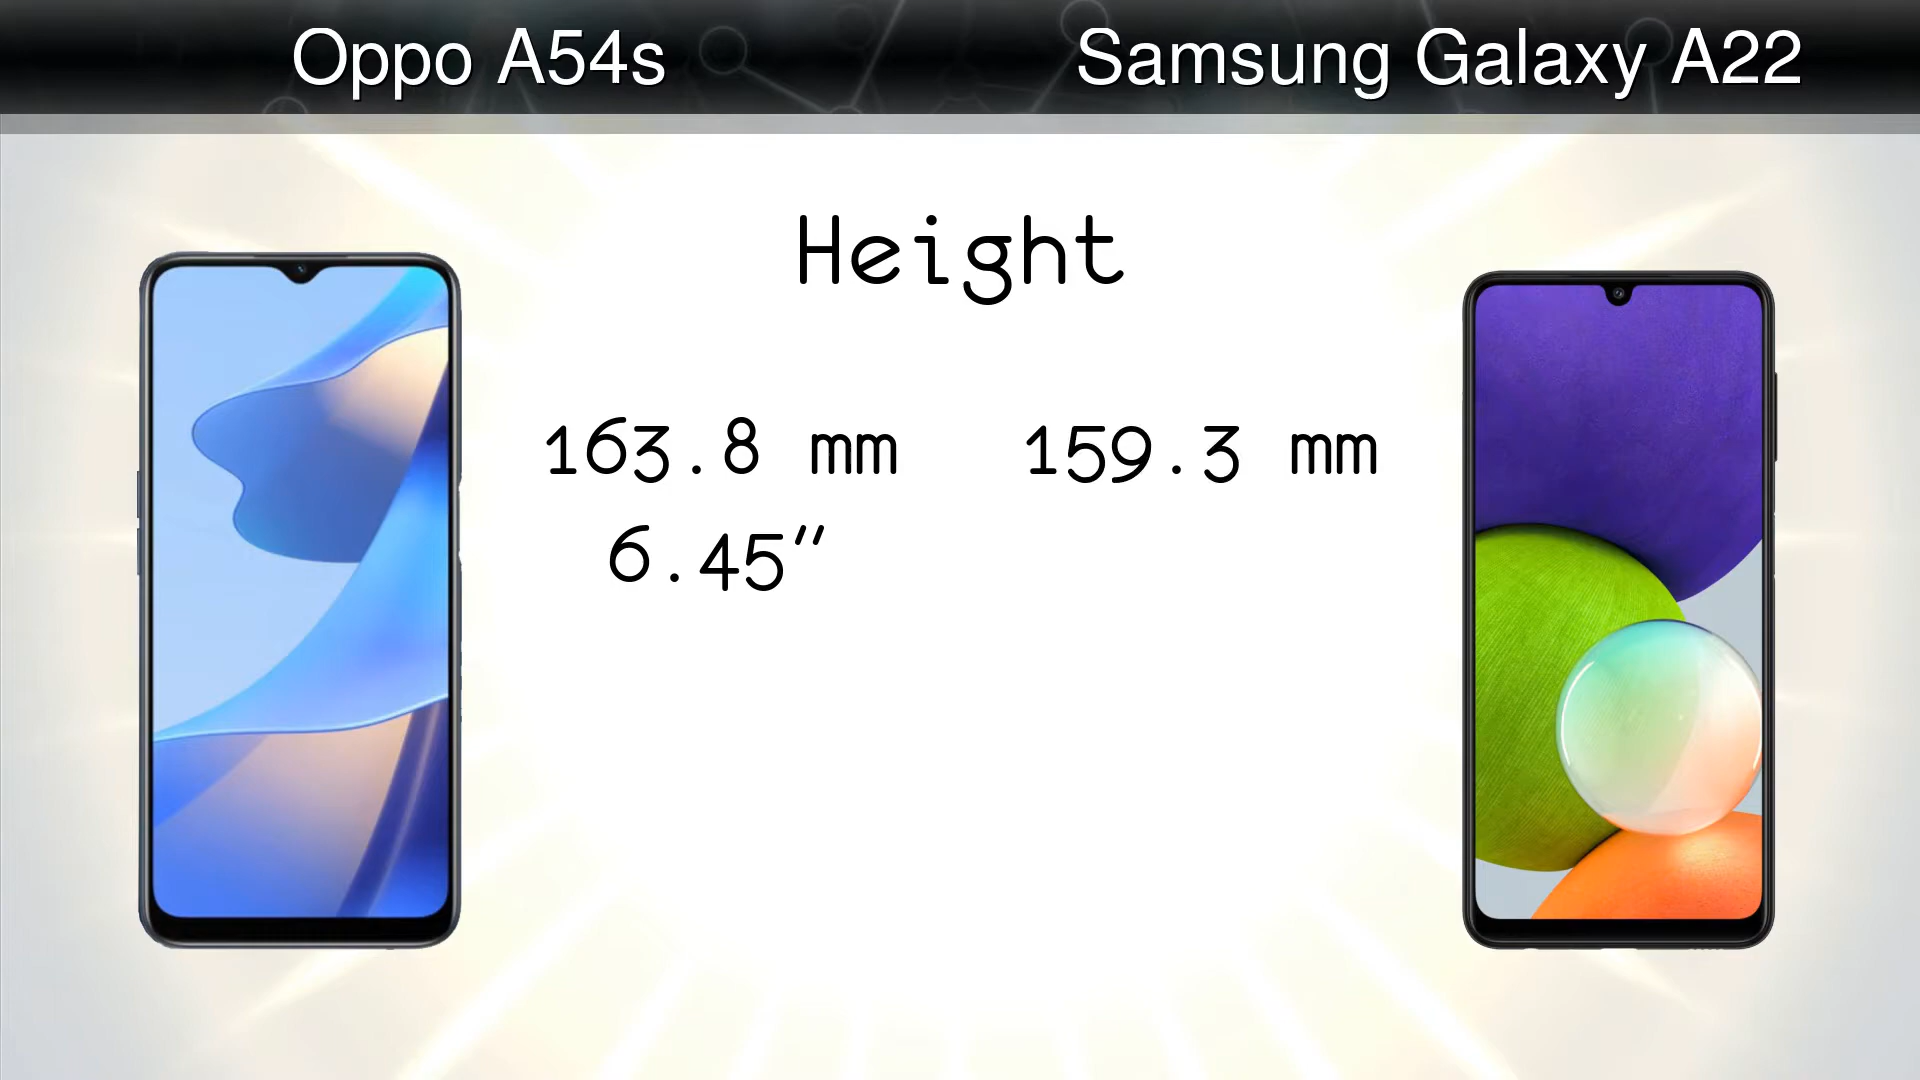 Oppo A54s
Samsung Galaxy A22
Height
163.8 mm
159.3 mm
6.45"